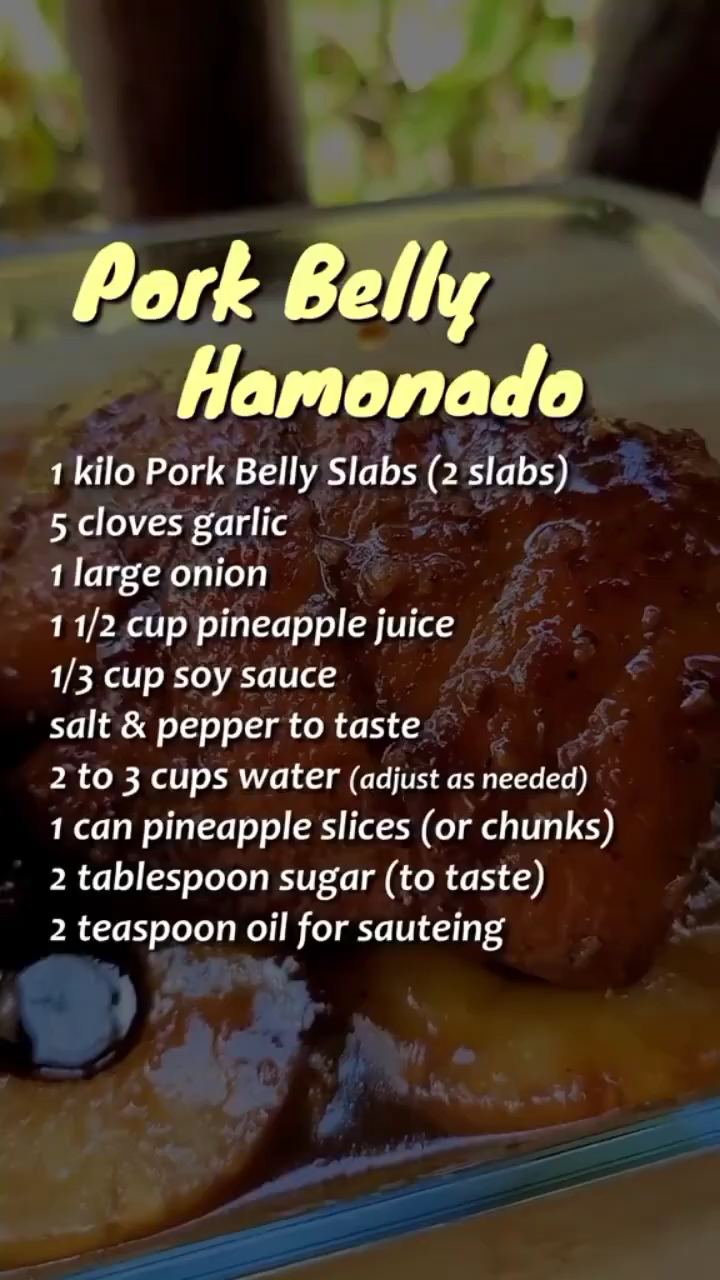 Pork Belly
Hamonado
1 kilo Pork Belly Slabs (2 slabs)
5 cloves garlic
1 large onion
1 1/2 cup pineapple juice
1/3 cup soy sauce
salt & pepper to taste
2 to 3 cups water (adjust as needed)
1 can pineapple slices (or chunks)
2 tablespoon sugar (to taste)
2 teaspoon oil for sauteing